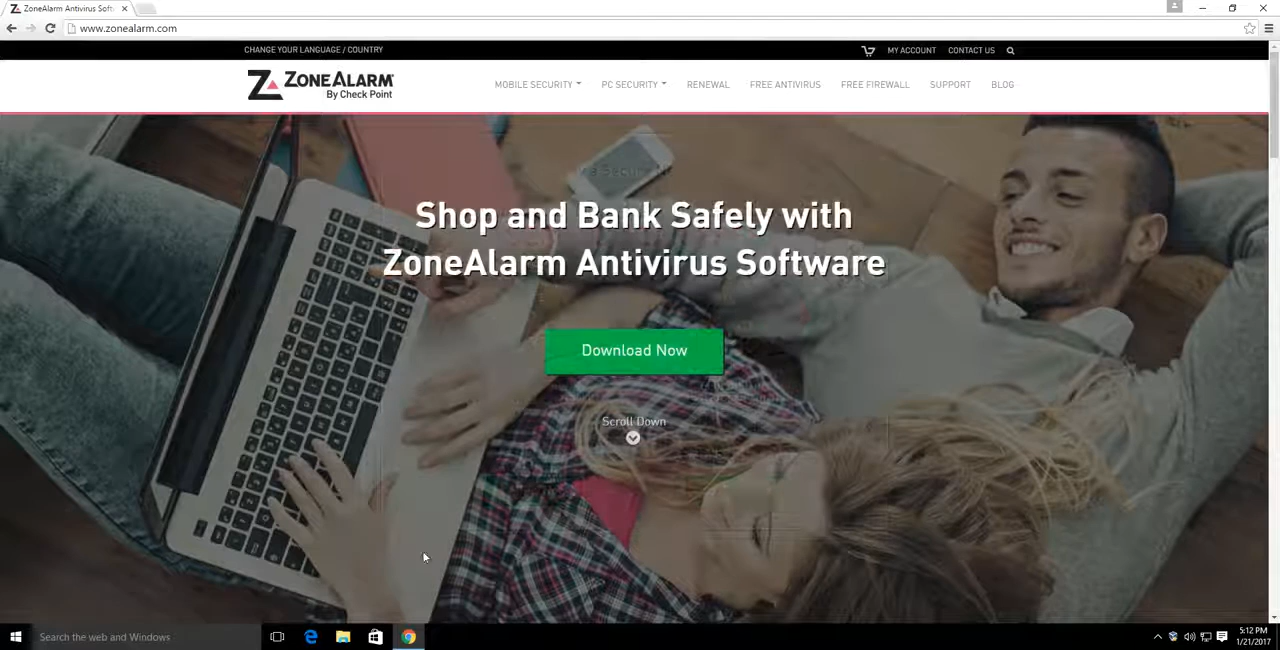 ZoneAlarm Antivirus Soft
www.zonealarm.com
CHANGE YOUR LANGUAGE / COUNTRY
MY ACCOUNT CONTACT US
ZONEALARM
By Check Point
MOBILE SECURITY PC SECURITY RENEWAL FREE ANTIVIRUS FREE FIREWALL SUPPORT BLOG
Shop and Bank Safely with
ZoneAlarm Antivirus Software
Download Now
Scroll Down
Search the web and Windows
5:12 PM
1/21/2017